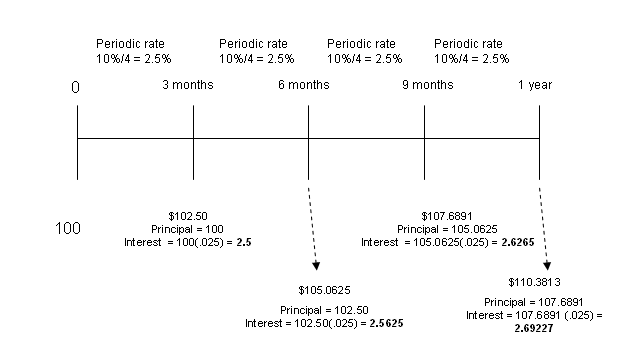 Periodic rate
10%/4 = 2.5%
Periodic rate
10%/4 = 2.5%
Periodic rate
10%/4 = 2.5%
Periodic rate
10%/4 = 2.5%
0
3 months
6 months
9 months
1 year
100
$102.50
Principal = 100
Interest = 100(.025) = 2.5
$107.6891
Principal = 105.0625
Interest = 105.0625(.025) = 2.6265
$105.0625
Principal = 102.50
Interest = 102.50(.025) = 2.5625
$110.3813
Principal = 107.6891
Interest = 107.6891 (.025) =
2.69227